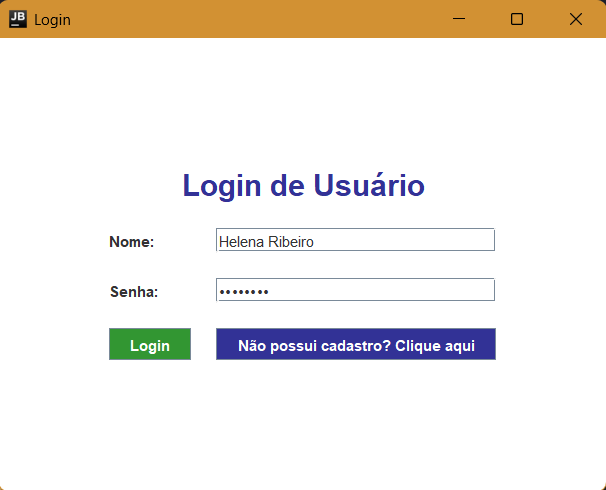 JB Login
Login de Usuário
Nome: Helena Ribeiro
Senha: ••••••••
Login Não possui cadastro? Clique aqui